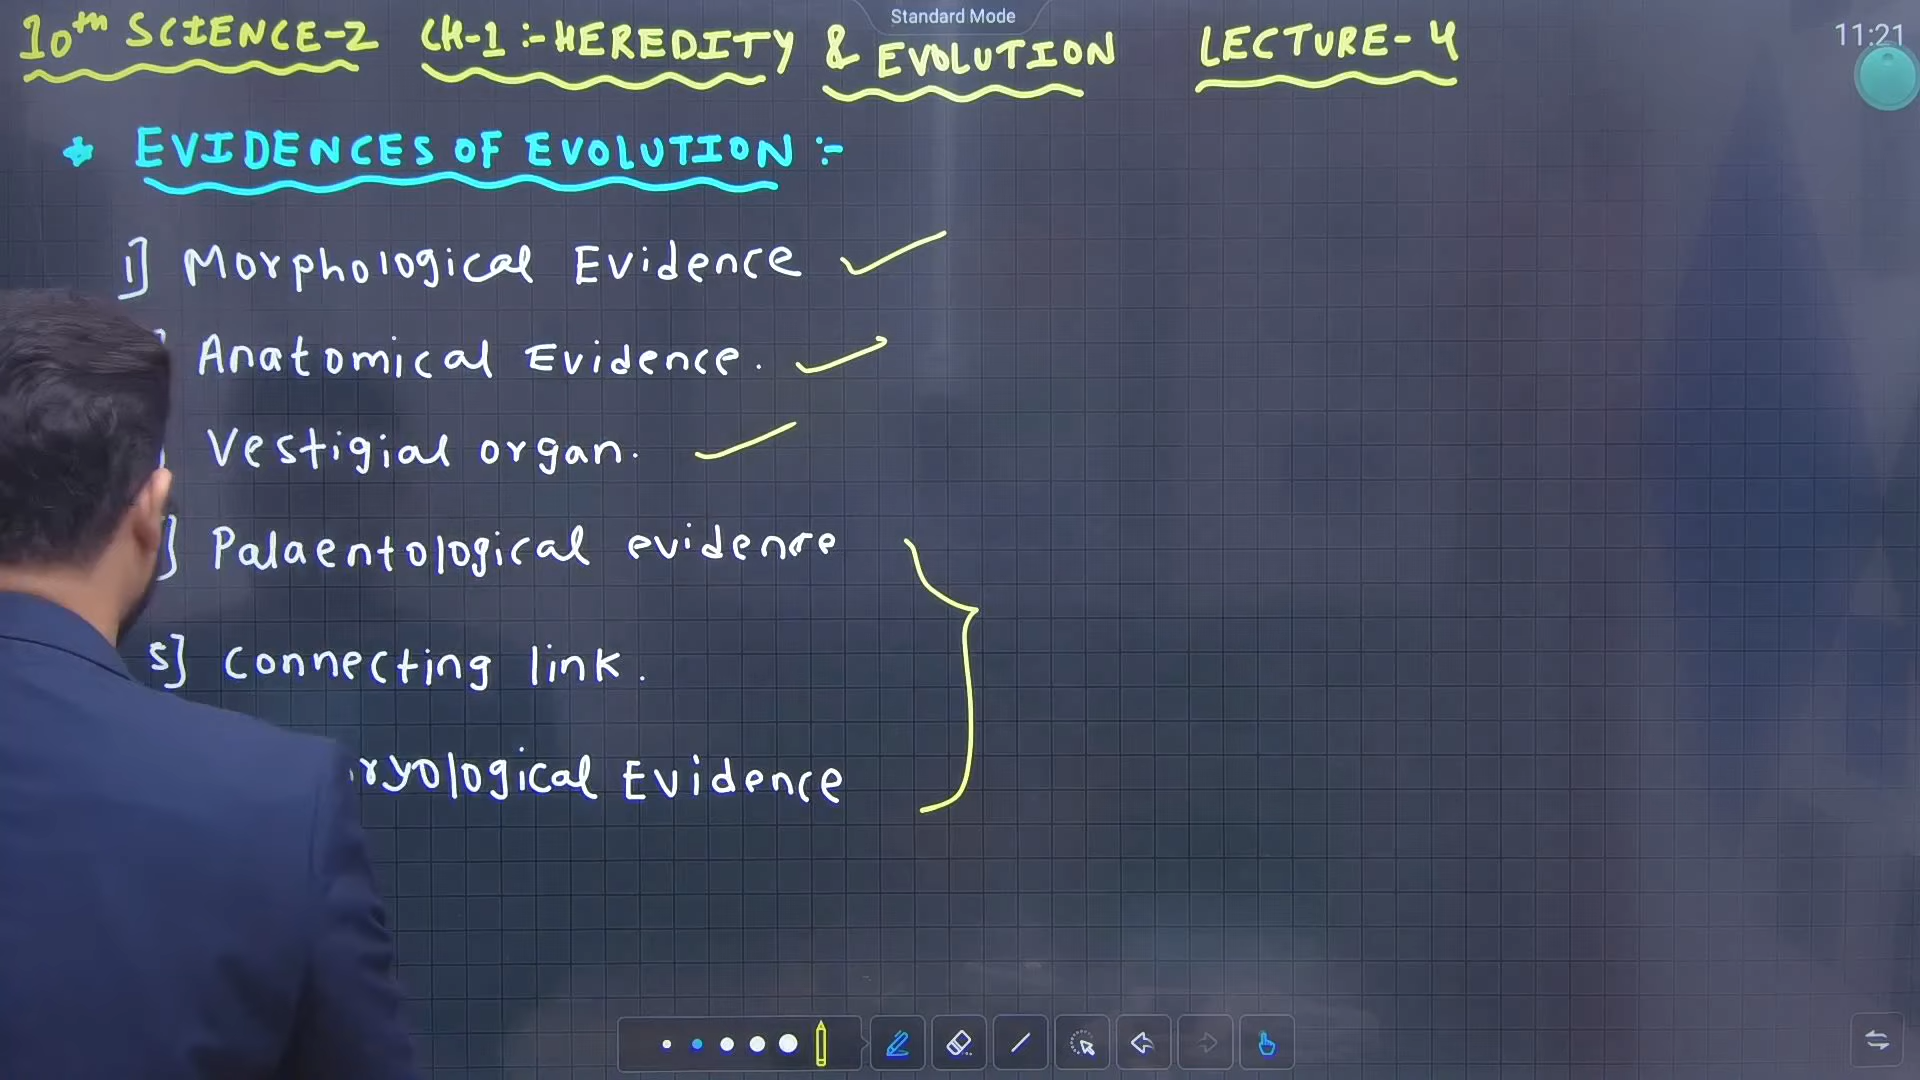 Standard Mode
11:21
10th SCIENCE-2 CH-1:- HEREDITY & EVOLUTION LECTURE-4
* EVIDENCES OF EVOLUTION :-
1] Morphological Evidence
] Anatomical Evidence.
Vestigial organ.
] Palaentological evidence
5] Connecting link.
ryological Evidence